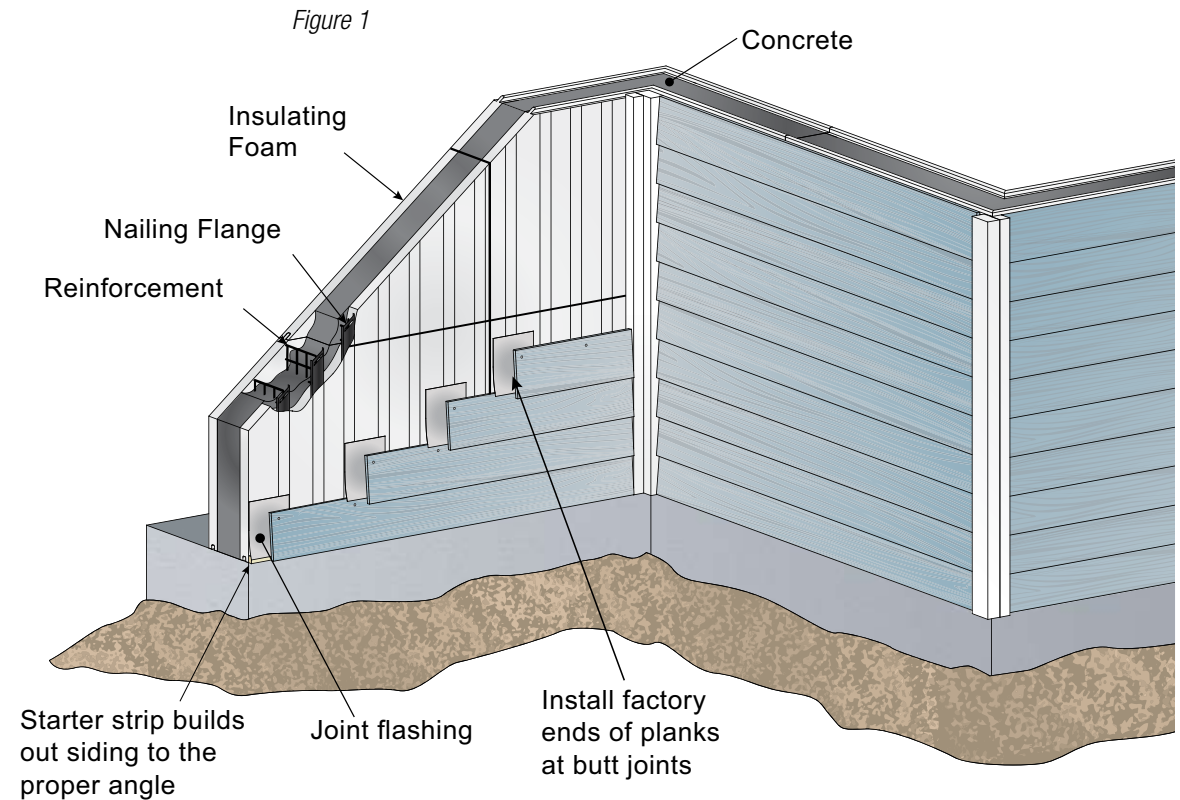 Figure 1
Concrete
Insulating
Foam
Nailing Flange
Reinforcement
Starter strip builds
out siding to the
proper angle
Joint flashing
Install factory
ends of planks
at butt joints